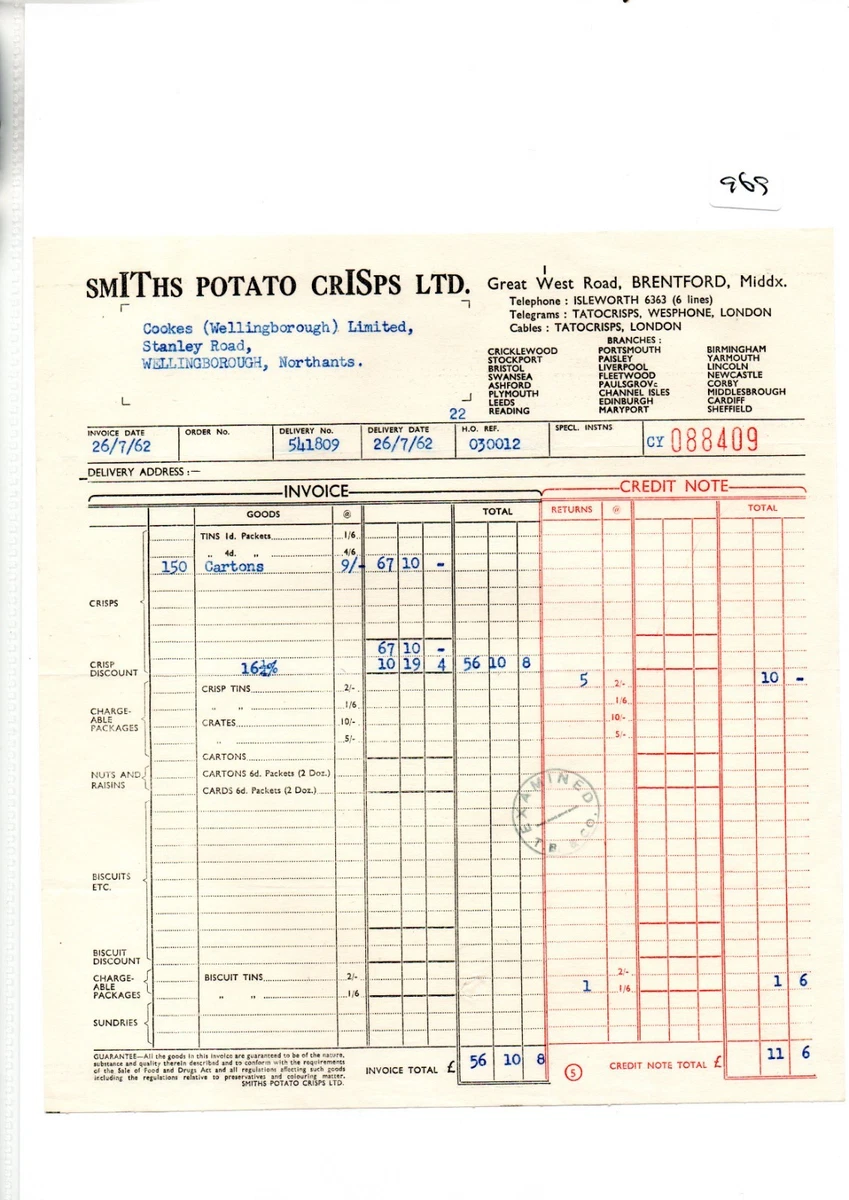 969
SMITHS POTATO CRISPS LTD.
Great West Road, BRENTFORD, Middx.
Telephone : ISLEWORTH 6363 (6 lines)
Telegrams : TATOCRISPS, WESPHONE, LONDON
Cables : TATOCRISPS, LONDON
Cookes (Wellingborough) Limited,
Stanley Road,
WELLINGBOROUGH, Northants.
22
BRANCHES :
CRICKLEWOOD PORTSMOUTH BIRMINGHAM
STOCKPORT PAISLEY YARMOUTH
BRISTOL LIVERPOOL LINCOLN
SWANSEA FLEETWOOD NEWCASTLE
ASHFORD PAULSGROVE CORBY
PLYMOUTH CHANNEL ISLES MIDDLESBROUGH
LEEDS EDINBURGH CARDIFF
READING MARYPORT SHEFFIELD
INVOICE DATE ORDER No. DELIVERY No. DELIVERY DATE H.O. REF. SPECL. INSTNS
26/7/62 541809 26/7/62 030012 CY 088409
DELIVERY ADDRESS :—
INVOICE CREDIT NOTE
GOODS @ TOTAL RETURNS @ TOTAL
TINS 1d. Packets 1/6
„ 4d. „ 4/6
150 Cartons 9/- 67 10 -
CRISPS
67 10 -
CRISP DISCOUNT 10 19 4 56 10 8
CRISP TINS 2/- 5 2/- 10 -
„ „ 1/6 1/6
CHARGE-ABLE PACKAGES CRATES 10/- 10/-
„ 5/- 5/-
CARTONS
NUTS AND RAISINS CARTONS 6d. Packets (2 Doz.)
CARDS 6d. Packets (2 Doz.)
EXAMINED
BISCUITS ETC.
BISCUIT DISCOUNT
CHARGE-ABLE PACKAGES BISCUIT TINS 2/- 2/-
„ „ 1/6 1 1/6 1 6
SUNDRIES
GUARANTEE—All the goods in this invoice are guaranteed to be of the nature,
substance and quality therein described and to conform with the requirements
of the Sale of Food and Drugs Act and all regulations affecting such goods
including the regulations relative to preservatives and colouring matter.
SMITHS POTATO CRISPS LTD.
INVOICE TOTAL £ 56 10 8
5 CREDIT NOTE TOTAL £ 11 6